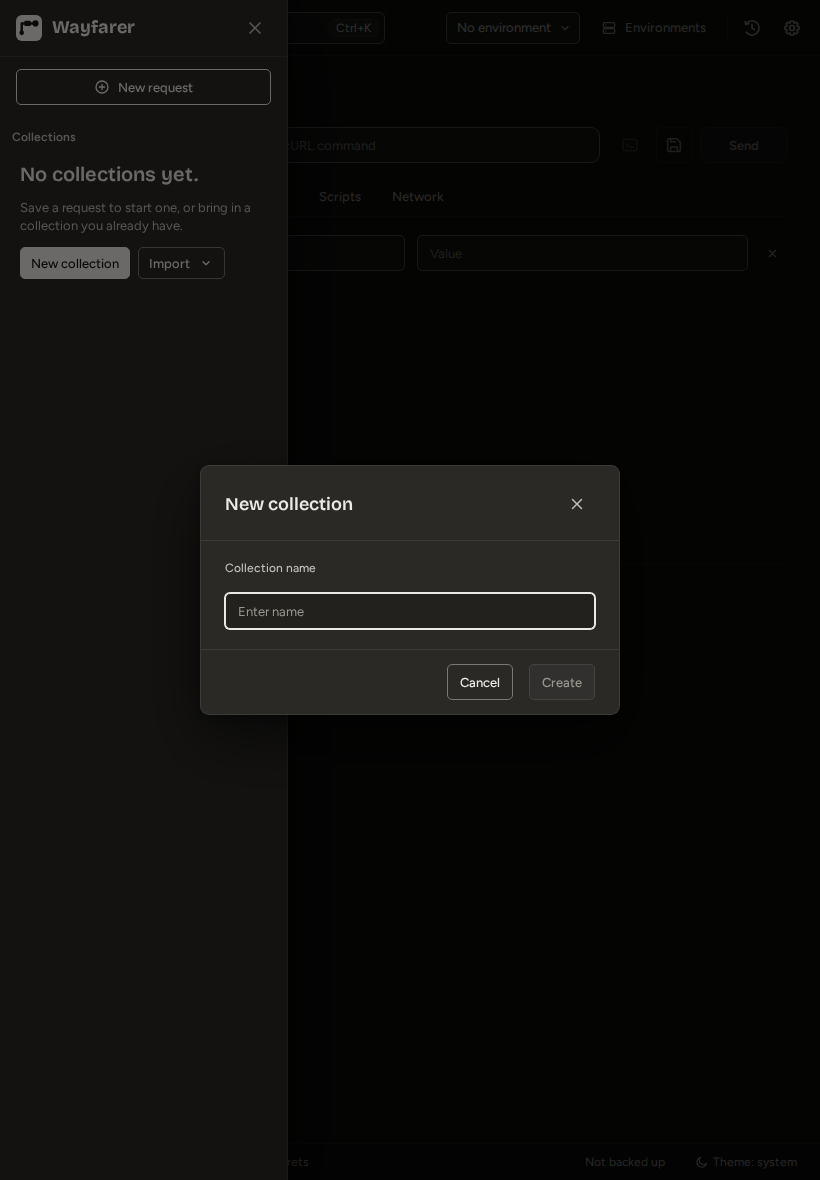 Wayfarer
Ctrl+K
No environment
Environments
New request
Collections
cURL command
Send
No collections yet.
Scripts
Network
Save a request to start one, or bring in a
collection you already have.
New collection
Import
Value
New collection
Collection name
Enter name
Cancel
Create
Not backed up
Theme: system